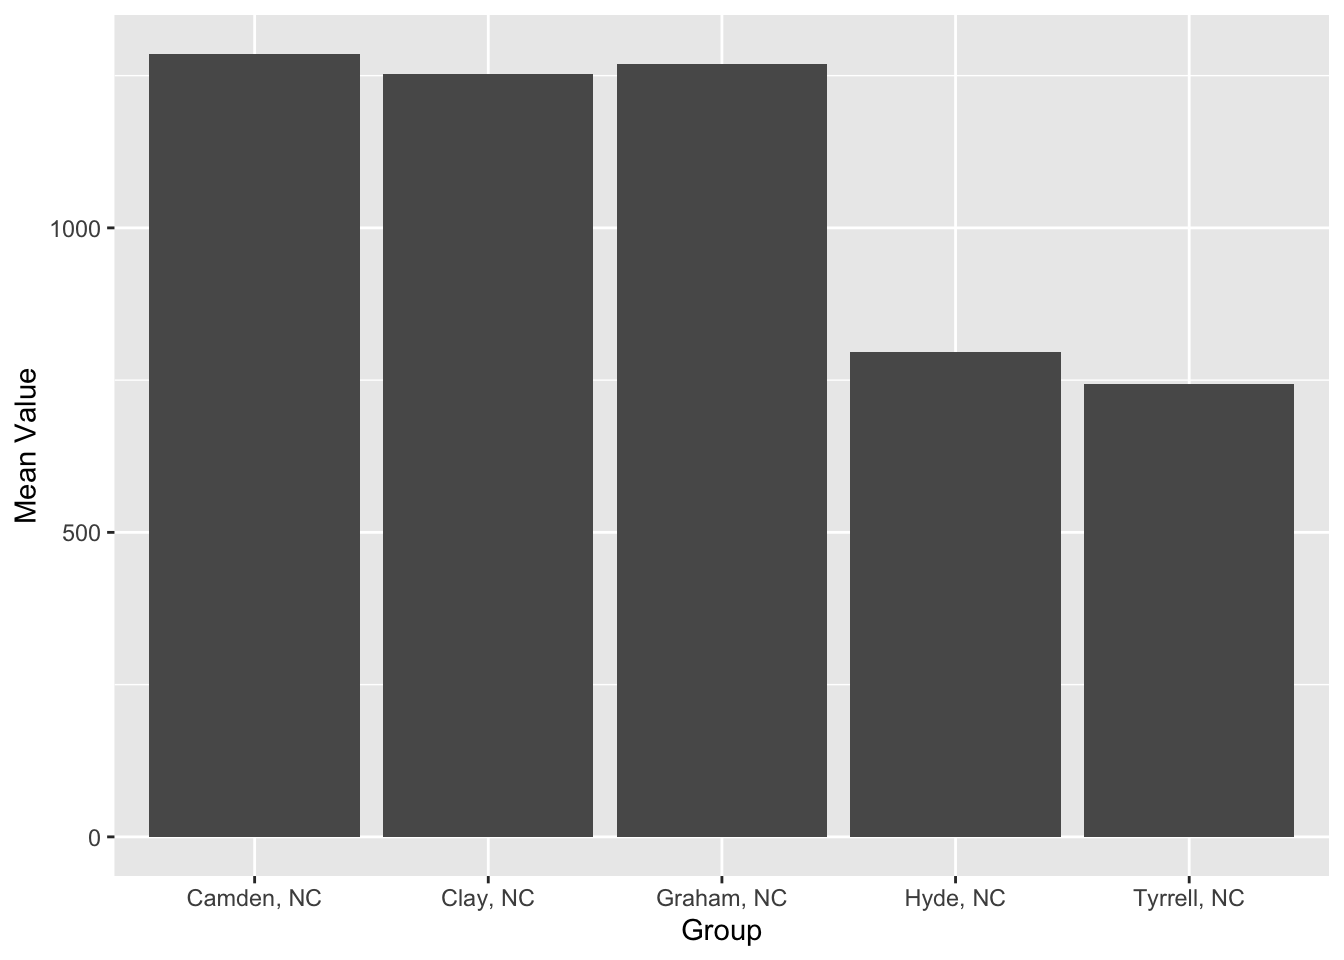 Mean Value
1000
500
0
Camden, NC
Clay, NC
Graham, NC
Hyde, NC
Tyrrell, NC
Group